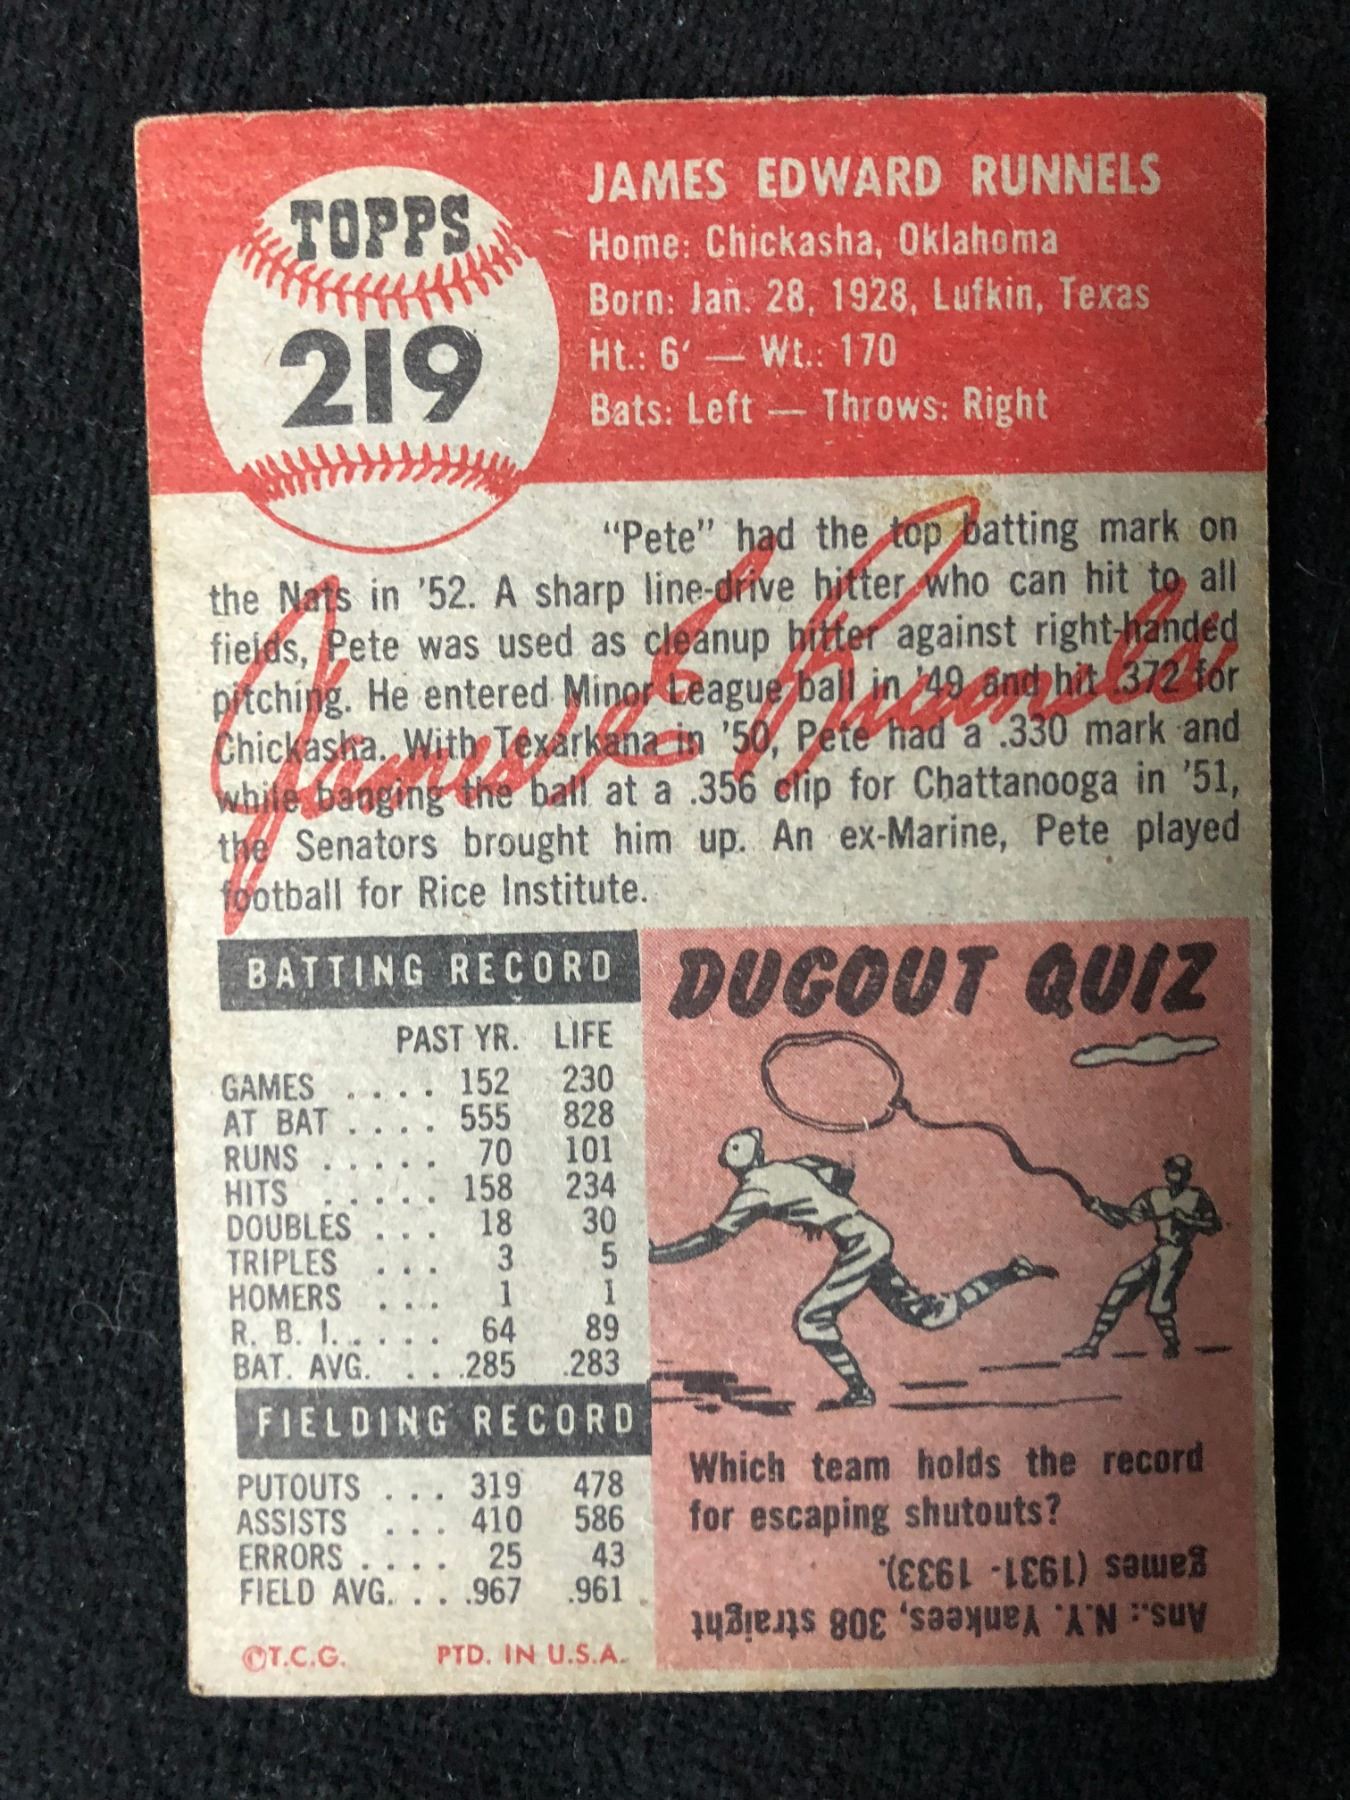 TOPPS
219
JAMES EDWARD RUNNELS
Home: Chickasha, Oklahoma
Born: Jan. 28, 1928, Lufkin, Texas
Ht.: 6′ — Wt.: 170
Bats: Left — Throws: Right
"Pete" had the top batting mark on
the Nats in '52. A sharp line-drive hitter who can hit to all
fields, Pete was used as cleanup hitter against right-handed
pitching. He entered Minor League ball in '49 and hit .372 for
Chickasha. With Texarkana in '50, Pete had a .330 mark and
while banging the ball at a .356 clip for Chattanooga in '51,
the Senators brought him up. An ex-Marine, Pete played
football for Rice Institute.
James E Runnels
BATTING RECORD
PAST YR. LIFE
GAMES . . . . 152 230
AT BAT . . . . 555 828
RUNS . . . . . 70 101
HITS . . . . . 158 234
DOUBLES . . . 18 30
TRIPLES . . . 3 5
HOMERS . . . 1 1
R. B. I. . . . . 64 89
BAT. AVG. . . .285 .283
FIELDING RECORD
PUTOUTS . . . 319 478
ASSISTS . . . 410 586
ERRORS . . . . 25 43
FIELD AVG. . . .967 .961
©T.C.G. PTD. IN U.S.A.
DUGOUT QUIZ
Which team holds the record
for escaping shutouts?
Ans.: N.Y. Yankees, 308 straight
games (1931-1933).